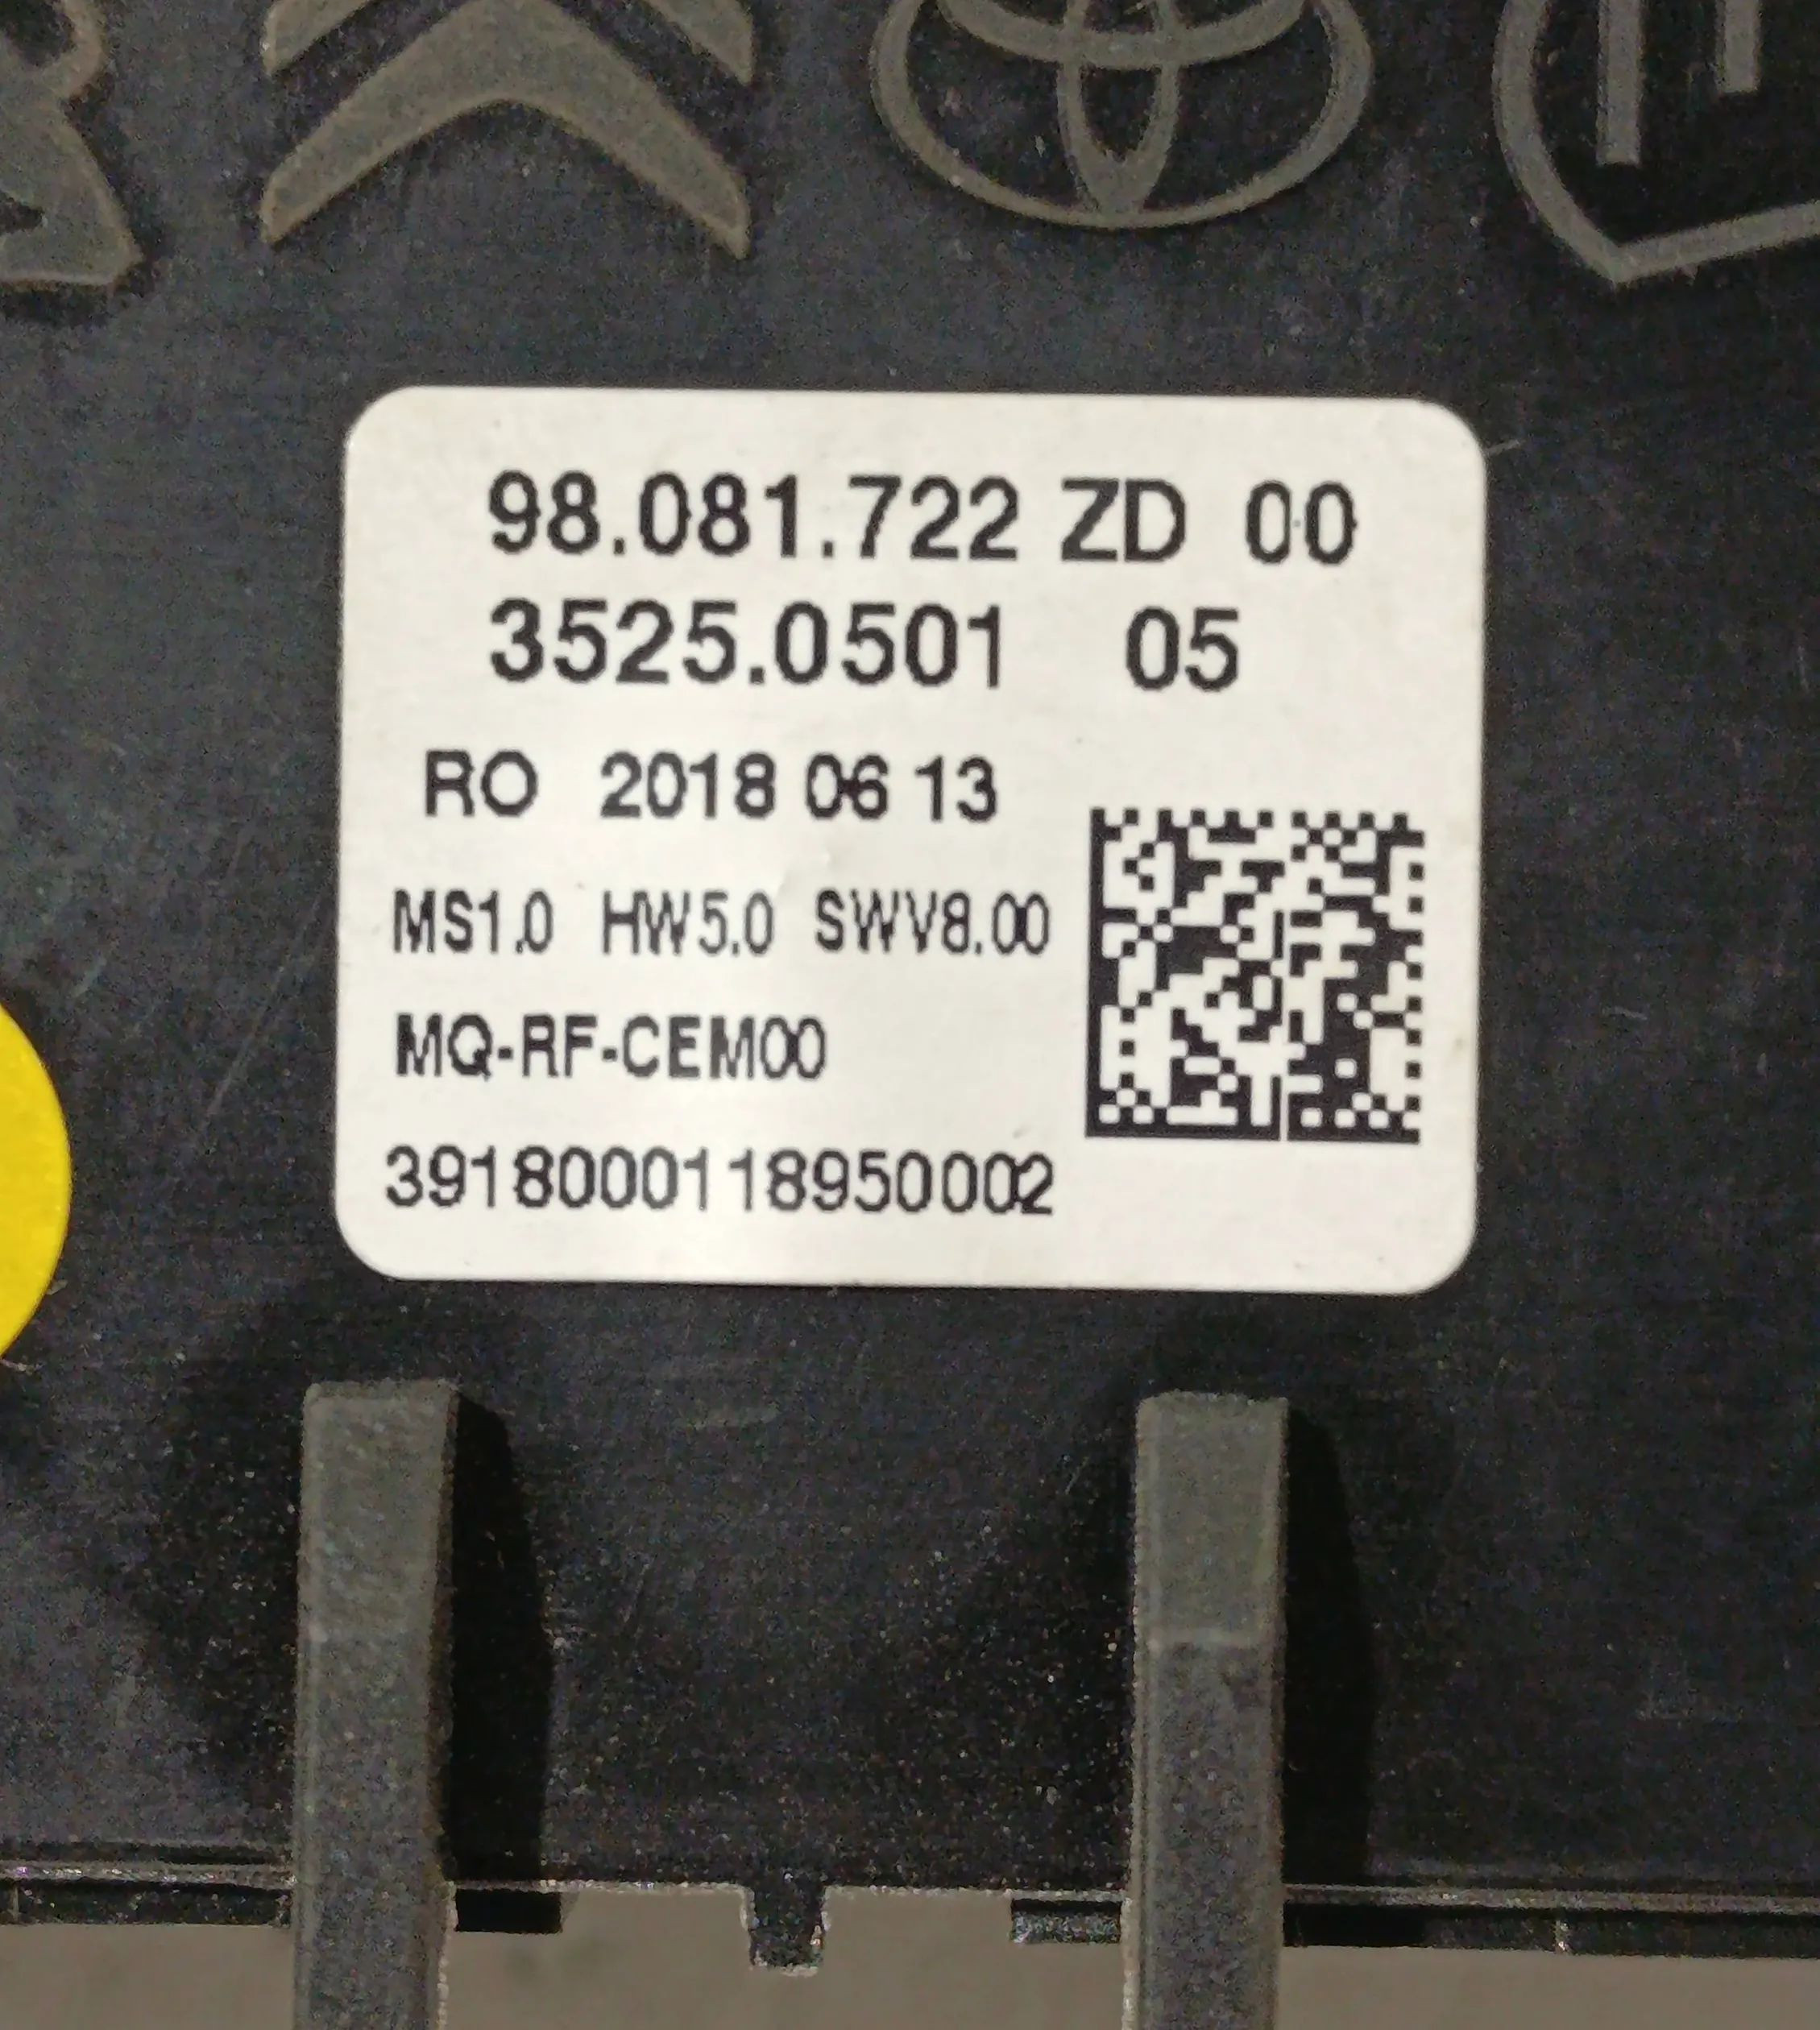 98.081.722 ZD 00
3525.0501 05
RO 2018 06 13
MS1.0 HW5.0 SWV8.00
MQ-RF-CEM00
3918000118950002